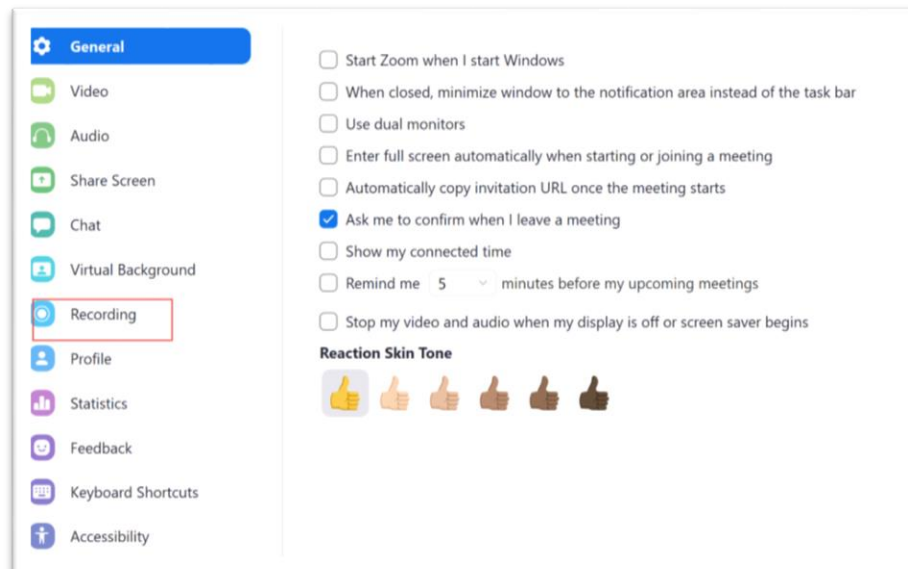 General
Video
Audio
Share Screen
Chat
Virtual Background
Recording
Profile
Statistics
Feedback
Keyboard Shortcuts
Accessibility
Start Zoom when I start Windows
When closed, minimize window to the notification area instead of the task bar
Use dual monitors
Enter full screen automatically when starting or joining a meeting
Automatically copy invitation URL once the meeting starts
Ask me to confirm when I leave a meeting
Show my connected time
Remind me 5 minutes before my upcoming meetings
Stop my video and audio when my display is off or screen saver begins
Reaction Skin Tone